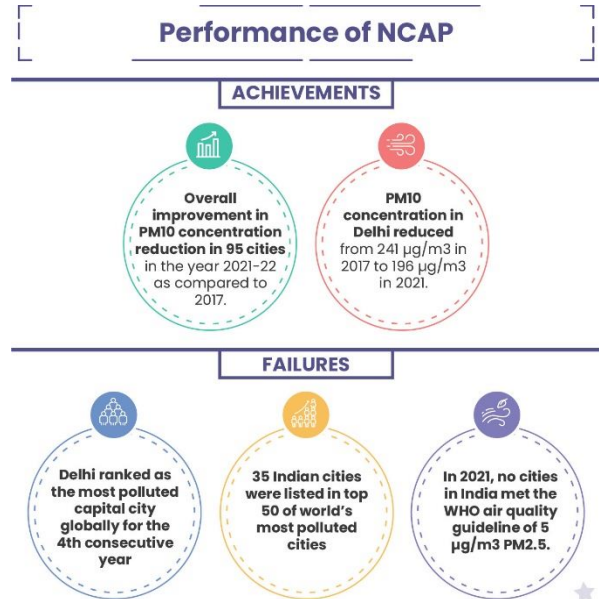 Performance of NCAP
ACHIEVEMENTS
Overall
improvement in
PM10 concentration
reduction in 95 cities
in the year 2021-22
as compared to
2017.
PM10
concentration in
Delhi reduced
from 241 µg/m3 in
2017 to 196 µg/m3
in 2021.
FAILURES
Delhi ranked as
the most polluted
capital city
globally for the
4th consecutive
year
35 Indian cities
were listed in top
50 of world's
most polluted
cities
In 2021, no cities
in India met the
WHO air quality
guideline of 5
µg/m3 PM2.5.